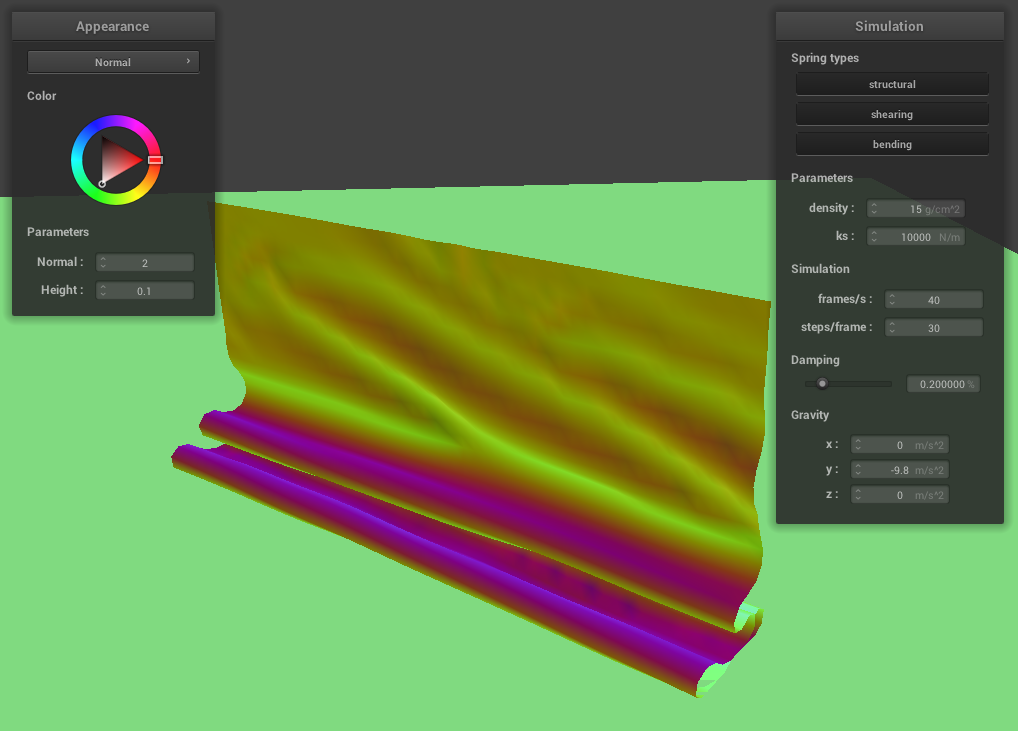 Appearance
Normal
Color
Parameters
Normal : 2
Height : 0.1
Simulation
Spring types
structural
shearing
bending
Parameters
density : 15 g/cm^2
ks : 10000 N/m
Simulation
frames/s : 40
steps/frame : 30
Damping
0.200000 %
Gravity
x : 0 m/s^2
y : -9.8 m/s^2
z : 0 m/s^2